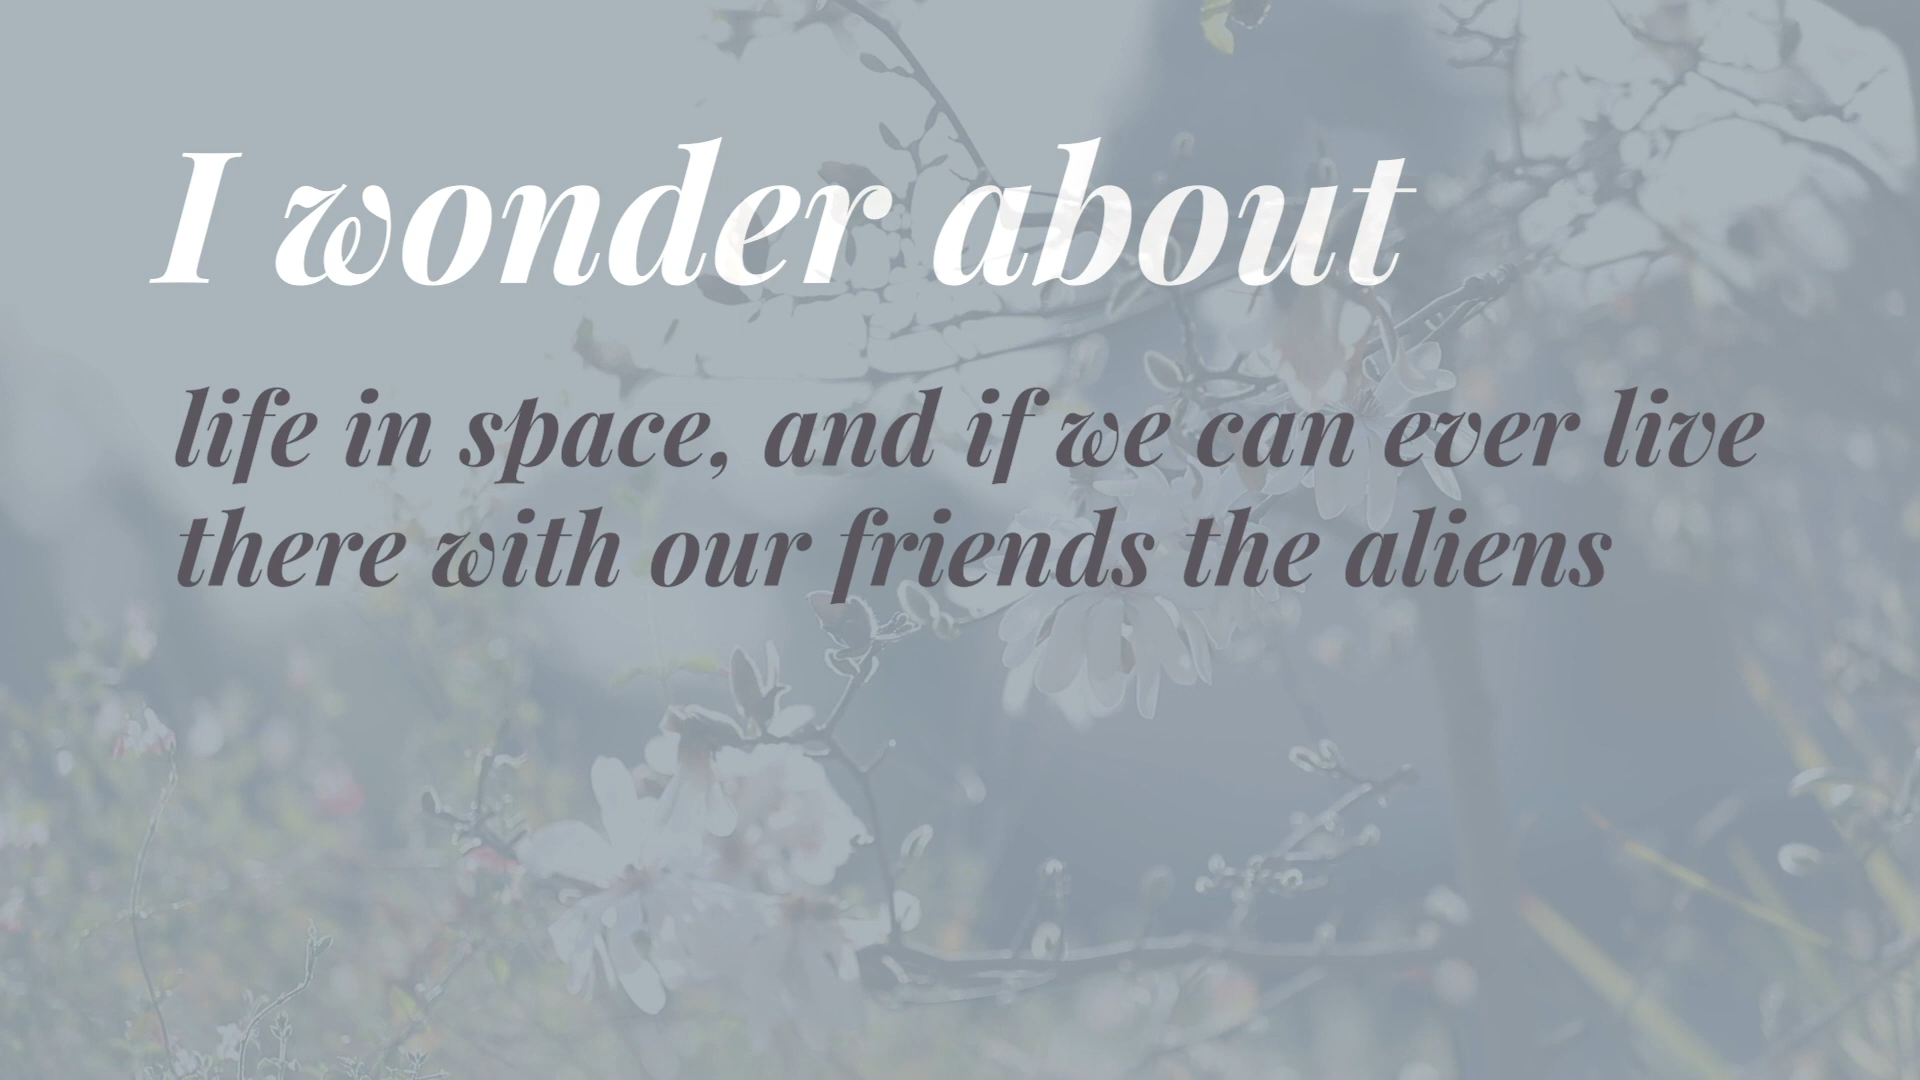 I wonder about
life in space, and if we can ever live
there with our friends the aliens